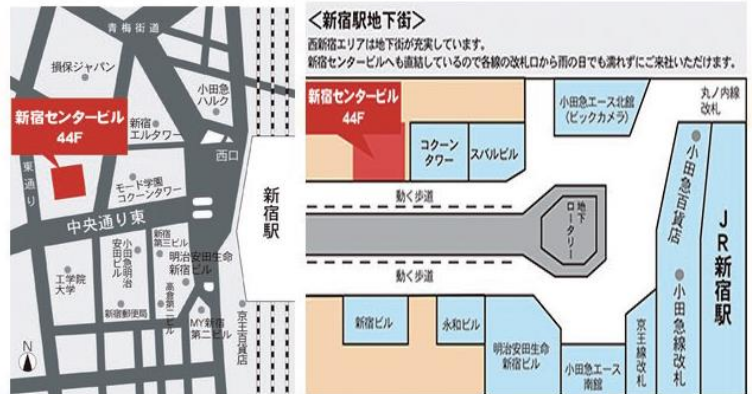 青梅街道
損保ジャパン
小田急
ハルク
新宿センタービル
44F
新宿
エルタワー
西口
東通り
モード学園
コクーンタワー
新宿駅
中央通り東
新宿
第三ビル
小田急明治
安田ビル
明治安田生命
新宿ビル
工学院
大学
高倉第二ビル
新宿郵便局
MY新宿
第二ビル
京王百貨店
N
＜新宿駅地下街＞
西新宿エリアは地下街が充実しています。
新宿センタービルへも直結しているので各線の改札口から雨の日でも濡れずにご来社いただけます。
新宿センタービル
44F
小田急エース北館
（ビックカメラ）
丸ノ内線
改札
コクーン
タワー
スバルビル
小田急百貨店
動く歩道
地下
ロータリー
JR新宿駅
動く歩道
小田急線改札
新宿ビル
永和ビル
明治安田生命
新宿ビル
小田急エース
南館
京王線改札